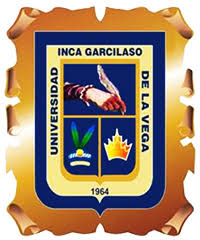 UNIVERSIDAD
INCA GARCILASO
DE LA VEGA
1964